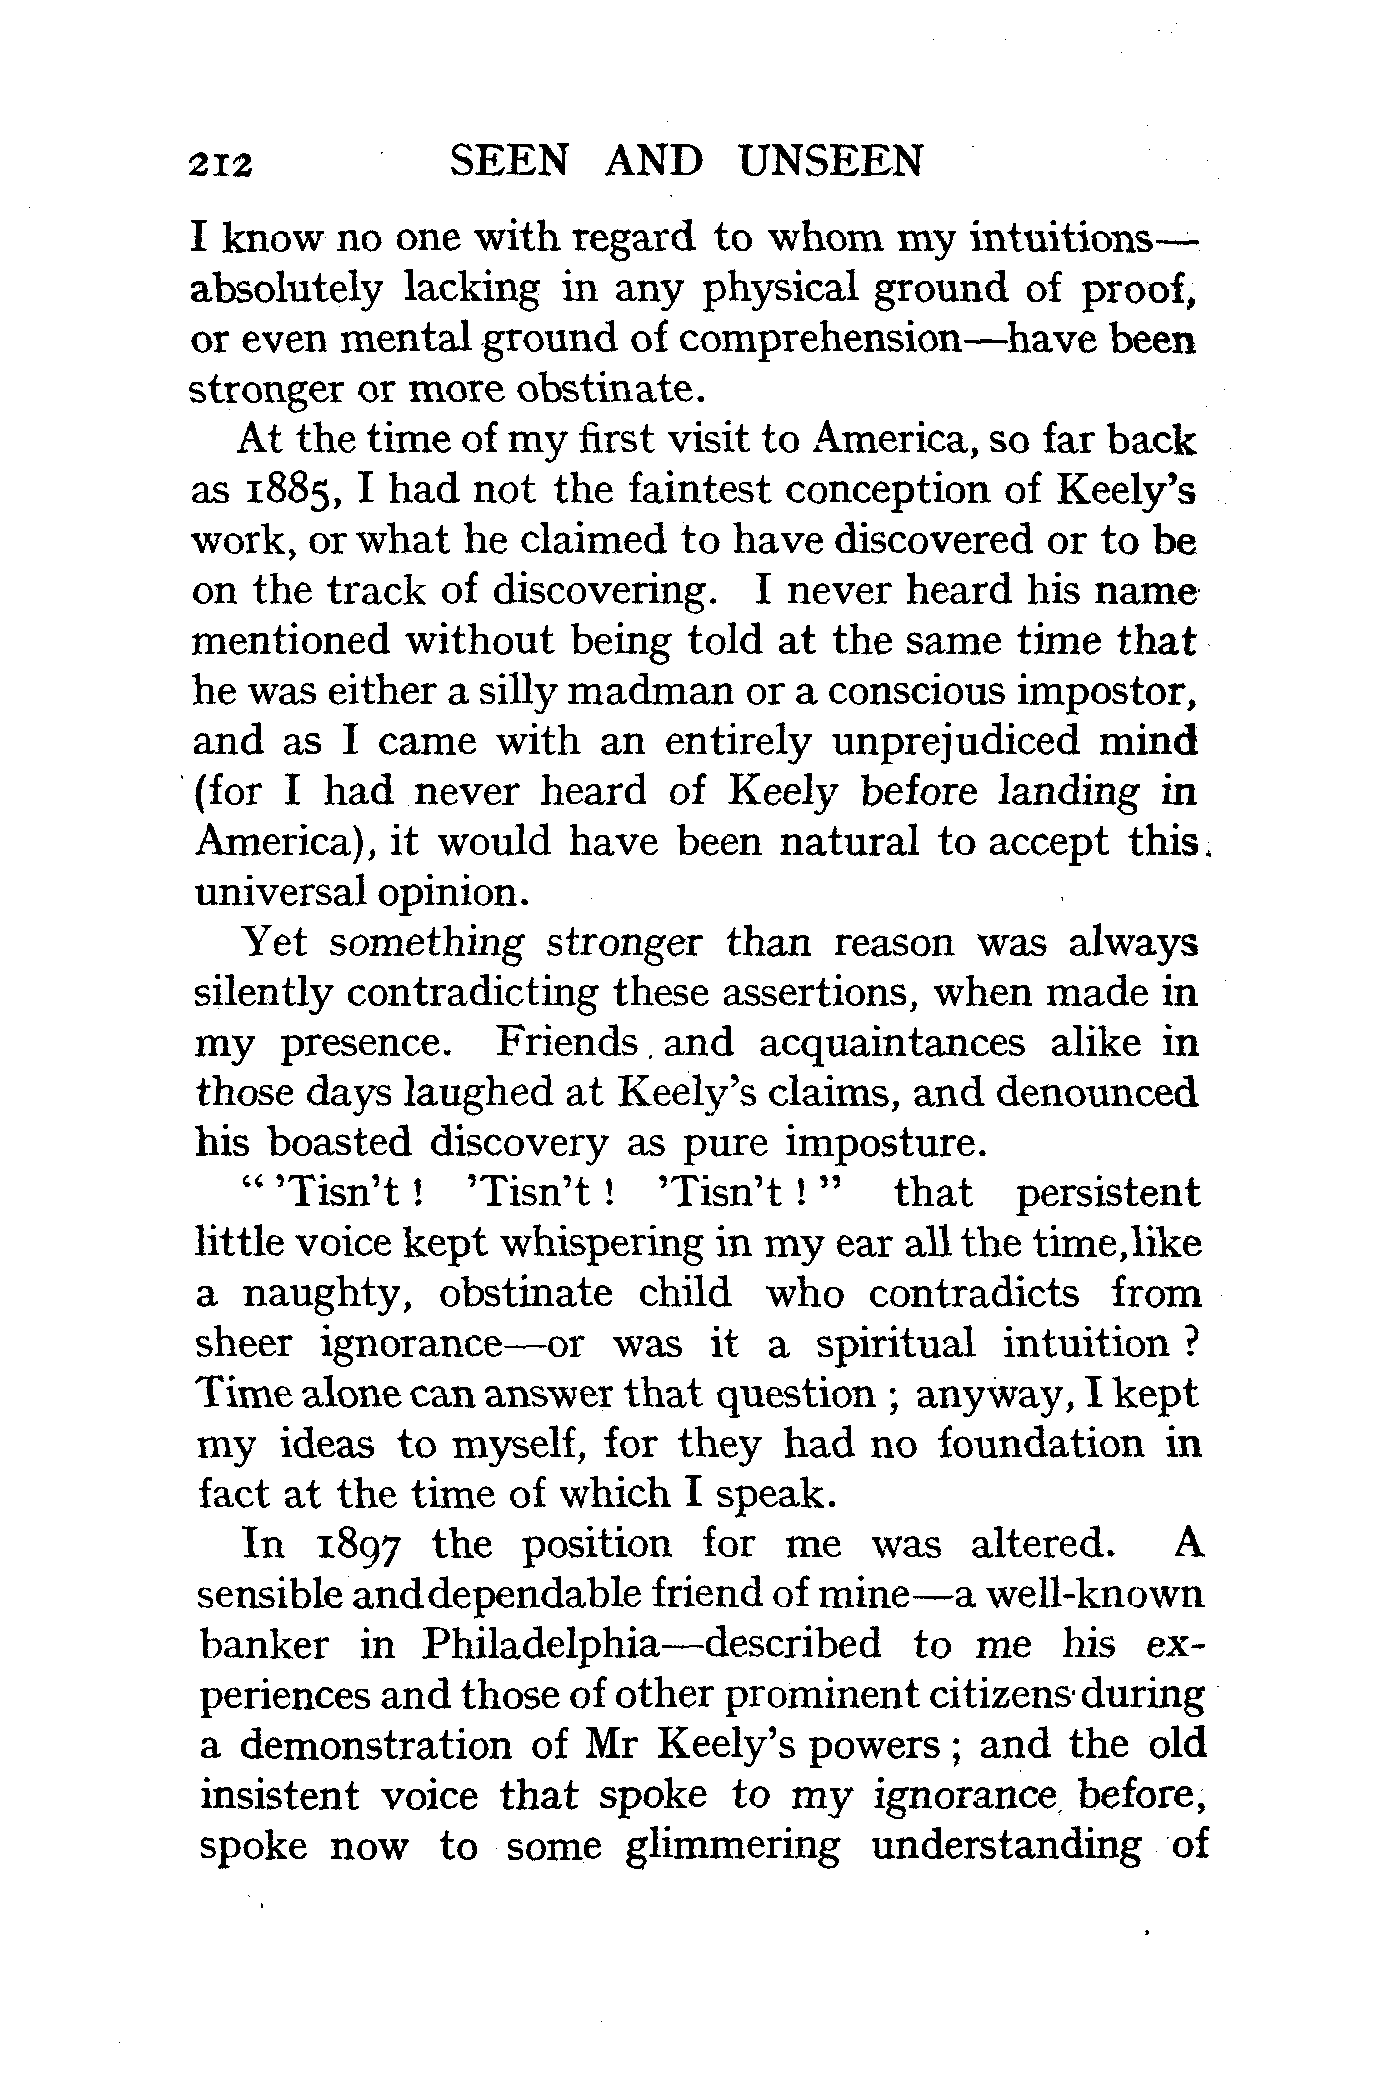 212 SEEN AND UNSEEN
I know no one with regard to whom my intuitions—
absolutely lacking in any physical ground of proof,
or even mental ground of comprehension—have been
stronger or more obstinate.
At the time of my first visit to America, so far back
as 1885, I had not the faintest conception of Keely's
work, or what he claimed to have discovered or to be
on the track of discovering. I never heard his name
mentioned without being told at the same time that
he was either a silly madman or a conscious impostor,
and as I came with an entirely unprejudiced mind
(for I had never heard of Keely before landing in
America), it would have been natural to accept this
universal opinion.
Yet something stronger than reason was always
silently contradicting these assertions, when made in
my presence. Friends and acquaintances alike in
those days laughed at Keely's claims, and denounced
his boasted discovery as pure imposture.
“ 'Tisn't ! 'Tisn't ! 'Tisn't ! ” that persistent
little voice kept whispering in my ear all the time, like
a naughty, obstinate child who contradicts from
sheer ignorance—or was it a spiritual intuition ?
Time alone can answer that question ; anyway, I kept
my ideas to myself, for they had no foundation in
fact at the time of which I speak.
In 1897 the position for me was altered. A
sensible and dependable friend of mine—a well-known
banker in Philadelphia—described to me his ex-
periences and those of other prominent citizens during
a demonstration of Mr Keely's powers ; and the old
insistent voice that spoke to my ignorance before,
spoke now to some glimmering understanding of